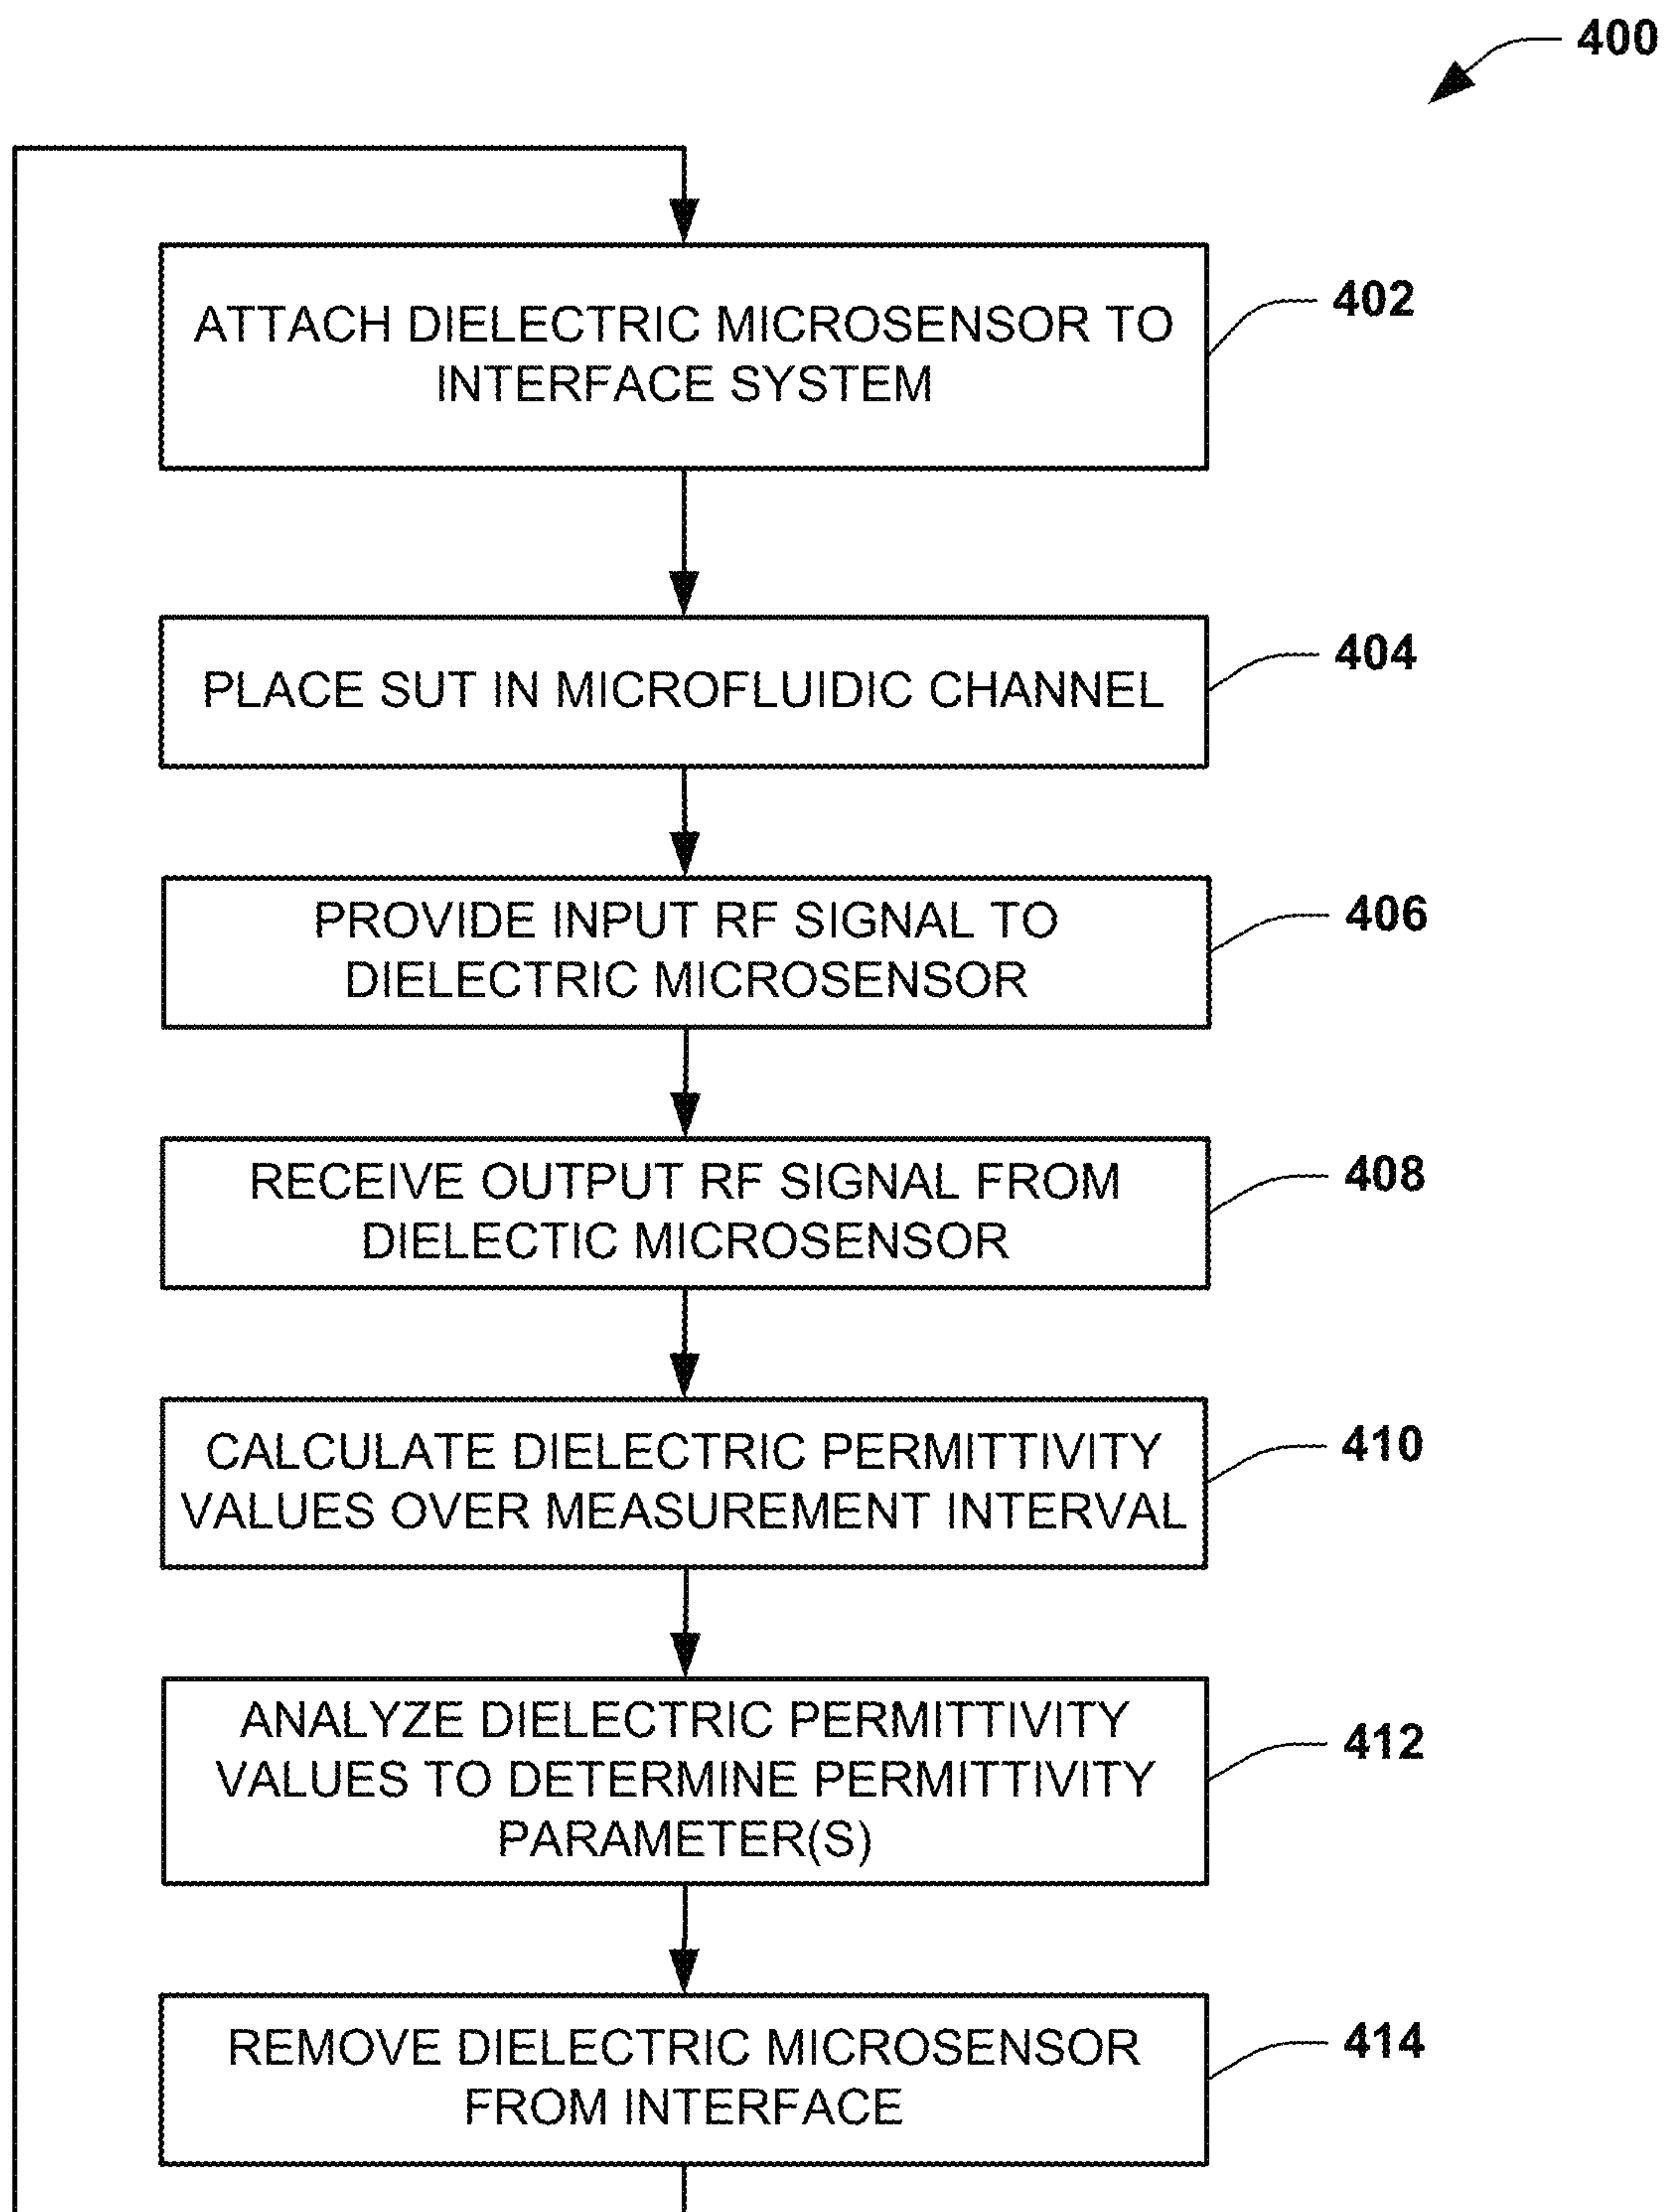 400
ATTACH DIELECTRIC MICROSENSOR TO
INTERFACE SYSTEM
402
PLACE SUT IN MICROFLUIDIC CHANNEL
404
PROVIDE INPUT RF SIGNAL TO
DIELECTRIC MICROSENSOR
406
RECEIVE OUTPUT RF SIGNAL FROM
DIELECTIC MICROSENSOR
408
CALCULATE DIELECTRIC PERMITTIVITY
VALUES OVER MEASUREMENT INTERVAL
410
ANALYZE DIELECTRIC PERMITTIVITY
VALUES TO DETERMINE PERMITTIVITY
PARAMETER(S)
412
REMOVE DIELECTRIC MICROSENSOR
FROM INTERFACE
414